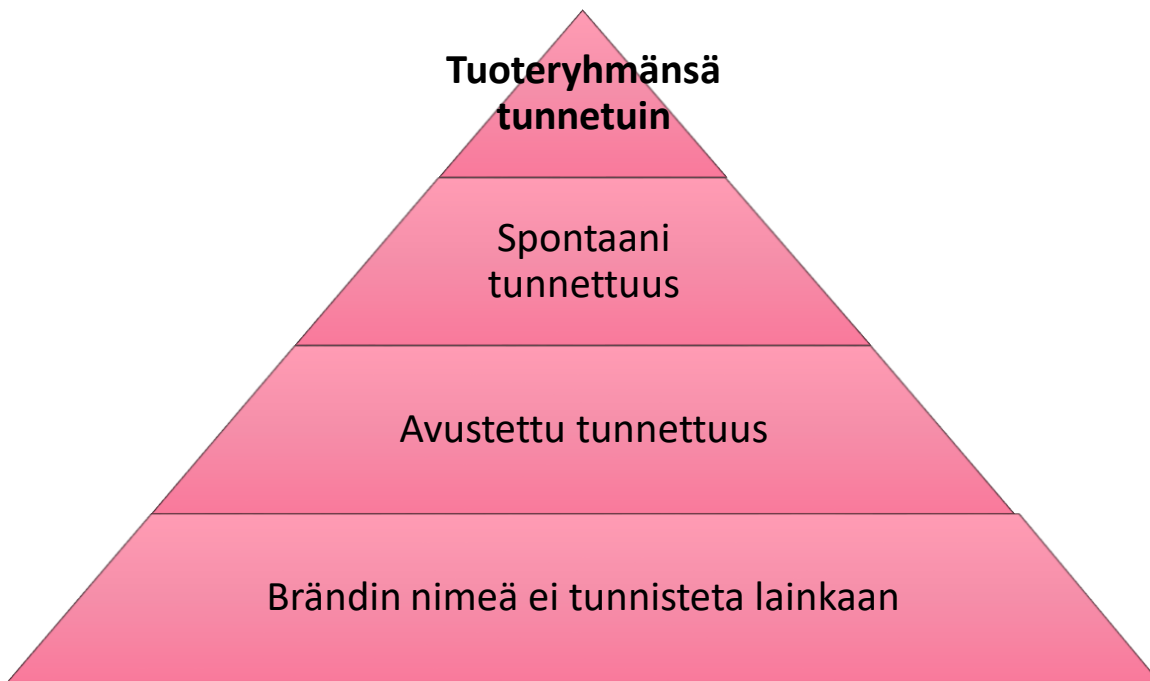 Tuoteryhmänsä
tunnetuin
Spontaani
tunnettuus
Avustettu tunnettuus
Brändin nimeä ei tunnisteta lainkaan